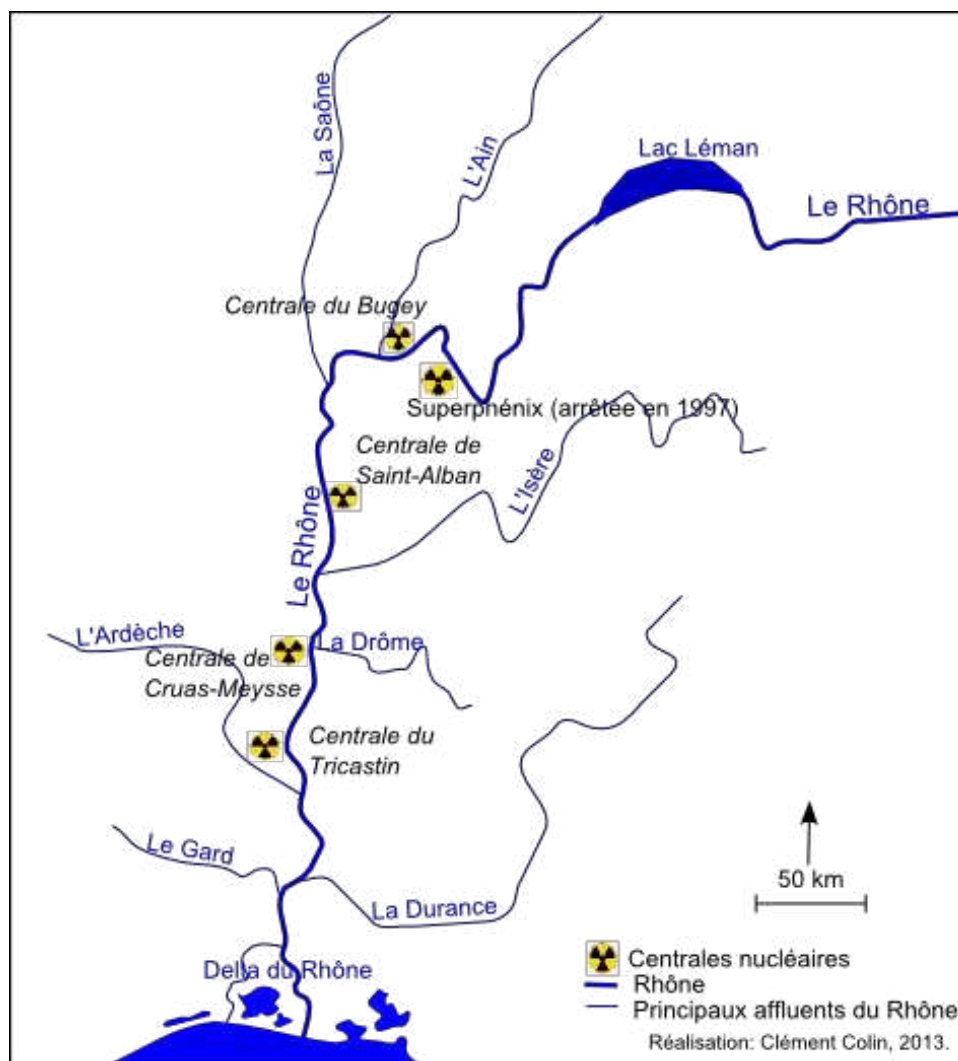 La Saône
L'Ain
Lac Léman
Le Rhône
Centrale du Bugey
Superphénix (arrêtée en 1997)
Centrale de
Saint-Alban
L'Isère
Le Rhône
L'Ardèche
La Drôme
Centrale de
Cruas-Meysse
Centrale du
Tricastin
Le Gard
La Durance
50 km
Delta du Rhône
Centrales nucléaires
Rhône
Principaux affluents du Rhône
Réalisation: Clément Colin, 2013.